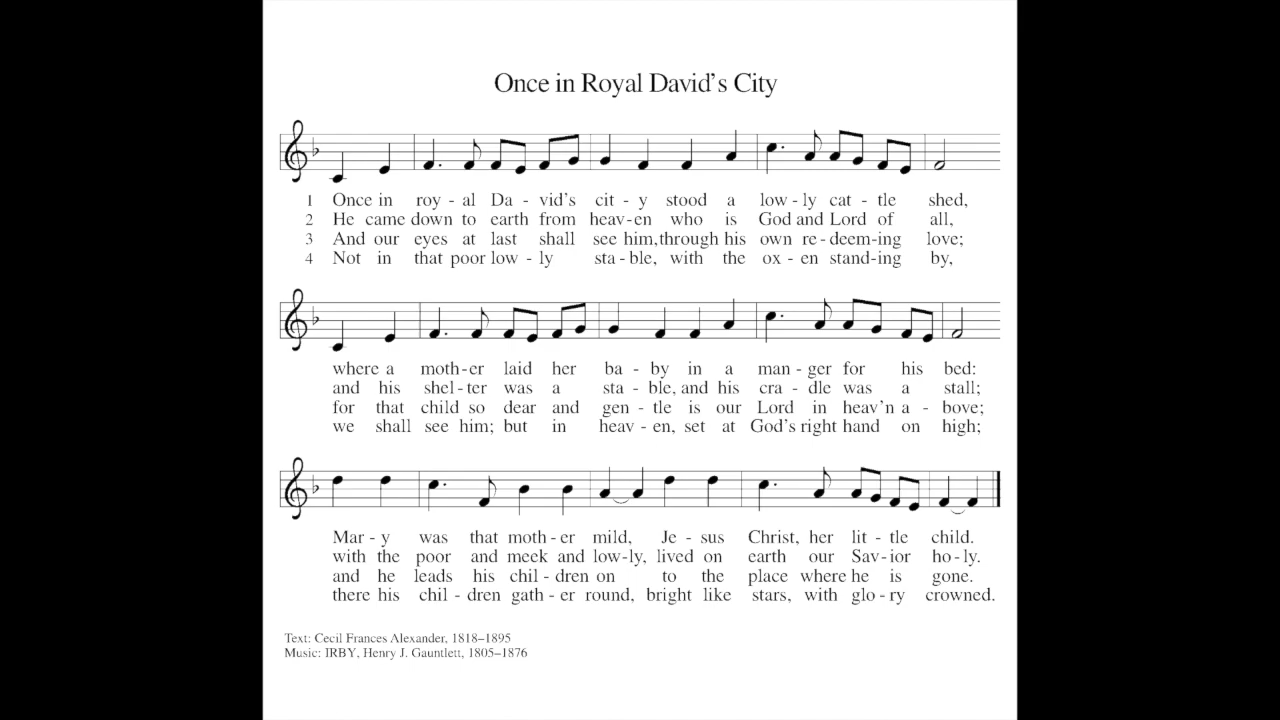 Once in Royal David's City
1 Once in roy - al Da - vid's cit - y stood a low - ly cat - tle shed,
2 He came down to earth from heav - en who is God and Lord of all,
3 And our eyes at last shall see him, through his own re - deem - ing love;
4 Not in that poor low - ly sta - ble, with the ox - en stand - ing by,
where a moth - er laid her ba - by in a man - ger for his bed:
and his shel - ter was a sta - ble, and his cra - dle was a stall;
for that child so dear and gen - tle is our Lord in heav'n a - bove;
we shall see him; but in heav - en, set at God's right hand on high;
Mar - y was that moth - er mild, Je - sus Christ, her lit - tle child.
with the poor and meek and low - ly, lived on earth our Sav - ior ho - ly.
and he leads his chil - dren on to the place where he is gone.
there his chil - dren gath - er round, bright like stars, with glo - ry crowned.
Text: Cecil Frances Alexander, 1818–1895
Music: IRBY, Henry J. Gauntlett, 1805–1876